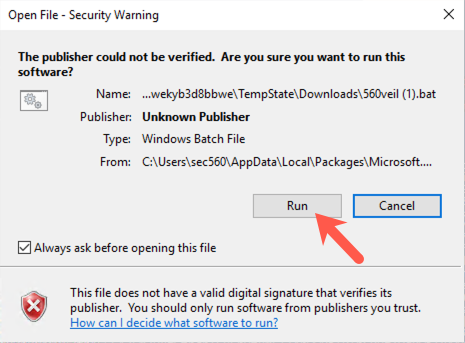 Open File - Security Warning
The publisher could not be verified.  Are you sure you want to run this
software?
Name: ...wekyb3d8bbwe\TempState\Downloads\560veil (1).bat
Publisher: Unknown Publisher
Type: Windows Batch File
From: C:\Users\sec560\AppData\Local\Packages\Microsoft....
Run Cancel
Always ask before opening this file
This file does not have a valid digital signature that verifies its
publisher.  You should only run software from publishers you trust.
How can I decide what software to run?